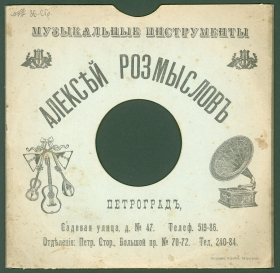 МУЗЫКАЛЬНЫЕ ИНСТРУМЕНТЫ
АЛЕКСѢЙ РОЗМЫСЛОВЪ
ПЕТРОГРАДЪ,
Садовая улица, д. № 47. Телеф. 519-86.
Отдѣленіе: Петр. Стор. Большой пр. № 70-72. Тел. 240-84.